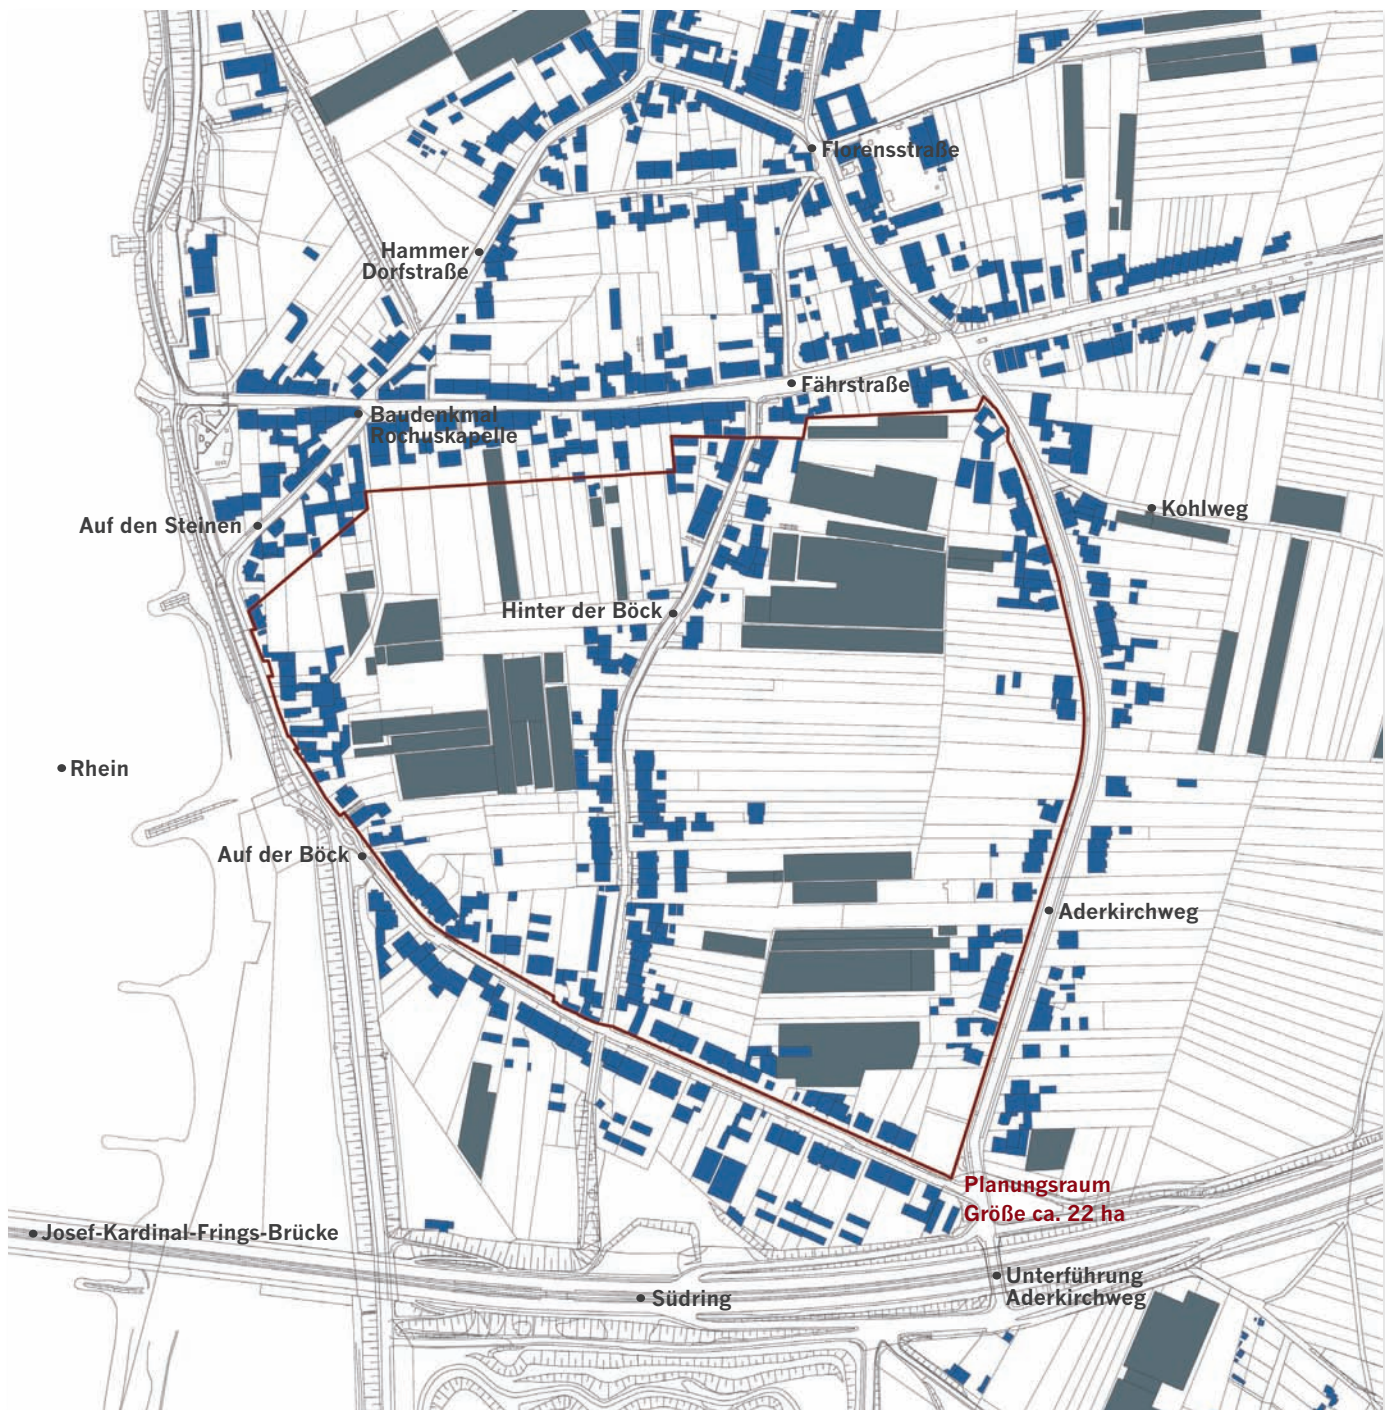 Florensstraße
Hammer
Dorfstraße
Fährstraße
Baudenkmal
Rochuskapelle
Kohlweg
Auf den Steinen
Hinter der Böck
Rhein
Auf der Böck
Aderkirchweg
Planungsraum
Größe ca. 22 ha
Josef-Kardinal-Frings-Brücke
Unterführung
Aderkirchweg
Südring